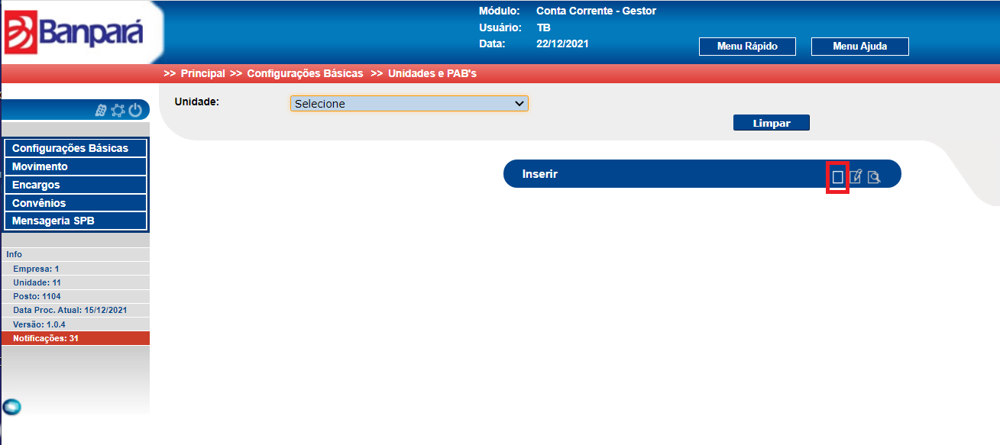 Banpará
Módulo: Conta Corrente - Gestor
Usuário: TB
Data: 22/12/2021
Menu Rápido
Menu Ajuda
>> Principal >> Configurações Básicas >> Unidades e PAB's
Unidade:
Selecione
Limpar
Configurações Básicas
Movimento
Encargos
Convênios
Mensageria SPB
Inserir
Info
Empresa: 1
Unidade: 11
Posto: 1104
Data Proc. Atual: 15/12/2021
Versão: 1.0.4
Notificações: 31